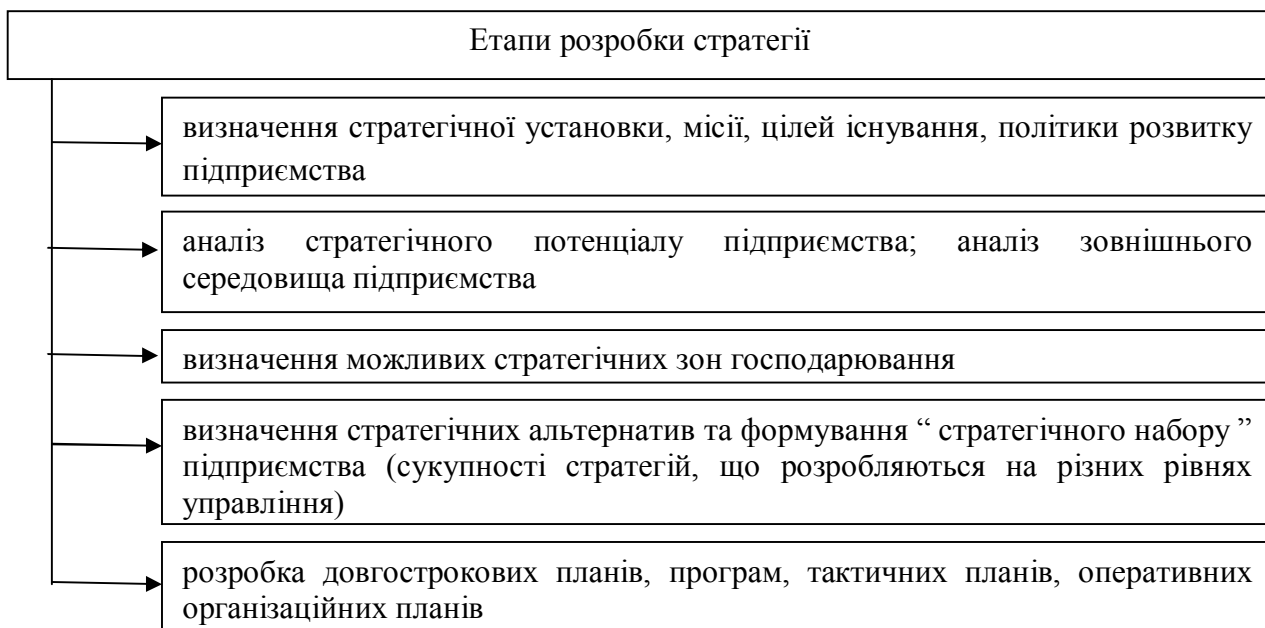 Етапи розробки стратегії
визначення стратегічної установки, місії, цілей існування, політики розвитку
підприємства
аналіз стратегічного потенціалу підприємства; аналіз зовнішнього
середовища підприємства
визначення можливих стратегічних зон господарювання
визначення стратегічних альтернатив та формування “ стратегічного набору ”
підприємства (сукупності стратегій, що розробляються на різних рівнях
управління)
розробка довгострокових планів, програм, тактичних планів, оперативних
організаційних планів